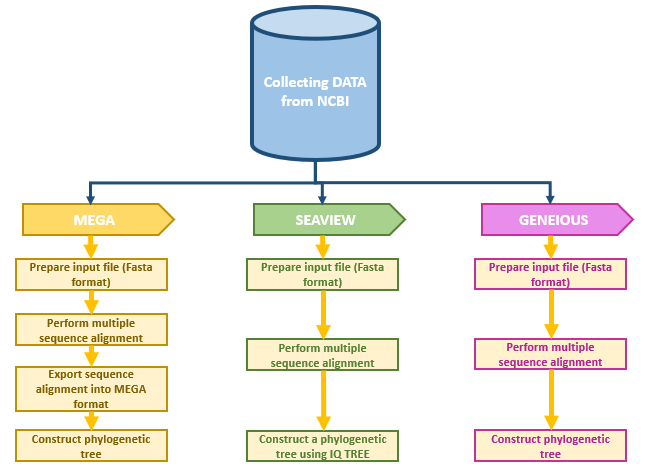 Collecting DATA
from NCBI
MEGA
SEAVIEW
GENEIOUS
Prepare input file (Fasta
format)
Prepare input file (Fasta
format)
Prepare input file (Fasta
format)
Perform multiple
sequence alignment
Perform multiple
sequence alignment
Perform multiple
sequence alignment
Export sequence
alignment into MEGA
format
Construct phylogenetic
tree
Construct a phylogenetic
tree using IQ TREE
Construct phylogenetic
tree